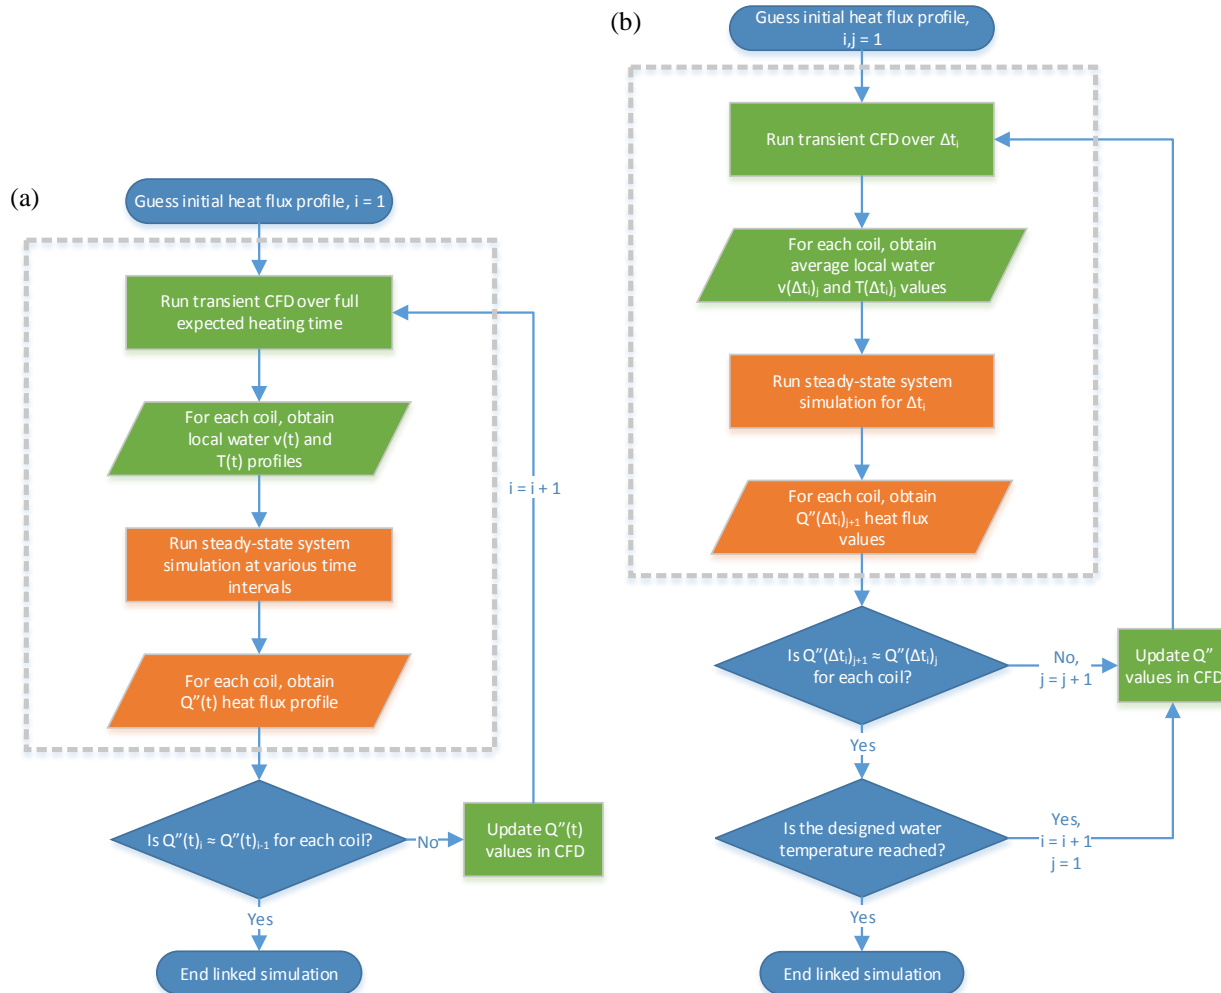 (a)
Guess initial heat flux profile, i = 1
Run transient CFD over full
expected heating time
For each coil, obtain
local water v(t) and
T(t) profiles
Run steady-state system
simulation at various time
intervals
For each coil, obtain
Q″(t) heat flux profile
Is Q″(t)ᵢ ≈ Q″(t)ᵢ₋₁ for each coil?
No
Update Q″(t)
values in CFD
i = i + 1
Yes
End linked simulation
(b)
Guess initial heat flux profile,
i,j = 1
Run transient CFD over Δtᵢ
For each coil, obtain
average local water
v(Δtᵢ)ⱼ and T(Δtᵢ)ⱼ values
Run steady-state system
simulation for Δtᵢ
For each coil, obtain
Q″(Δtᵢ)ⱼ₊₁ heat flux
values
Is Q″(Δtᵢ)ⱼ₊₁ ≈ Q″(Δtᵢ)ⱼ
for each coil?
No,
j = j + 1
Update Q″
values in CFD
Yes
Is the designed water
temperature reached?
Yes,
i = i + 1
j = 1
Yes
End linked simulation